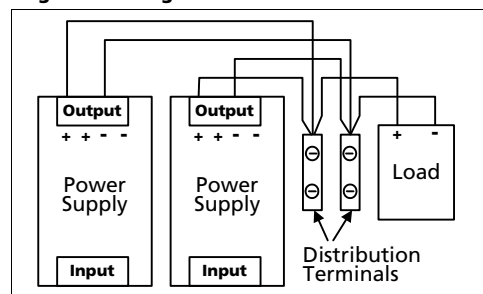 Output
+ + - -
Power
Supply
Input
Output
+ + - -
Power
Supply
Input
+ -
Load
Distribution
Terminals